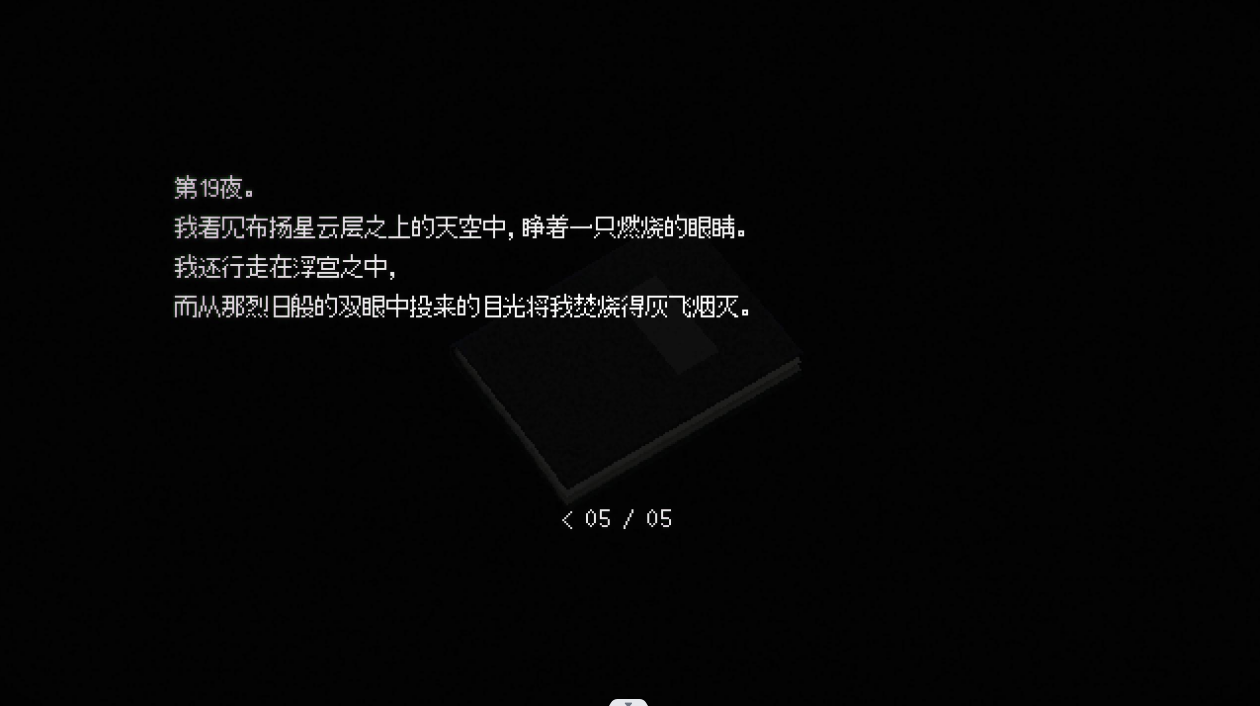 第19夜。
我看见布扬星云层之上的天空中，睁着一只燃烧的眼睛。
我还行走在浮宫之中，
而从那烈日般的双眼中投来的目光将我焚烧得灰飞烟灭。
< 05 / 05